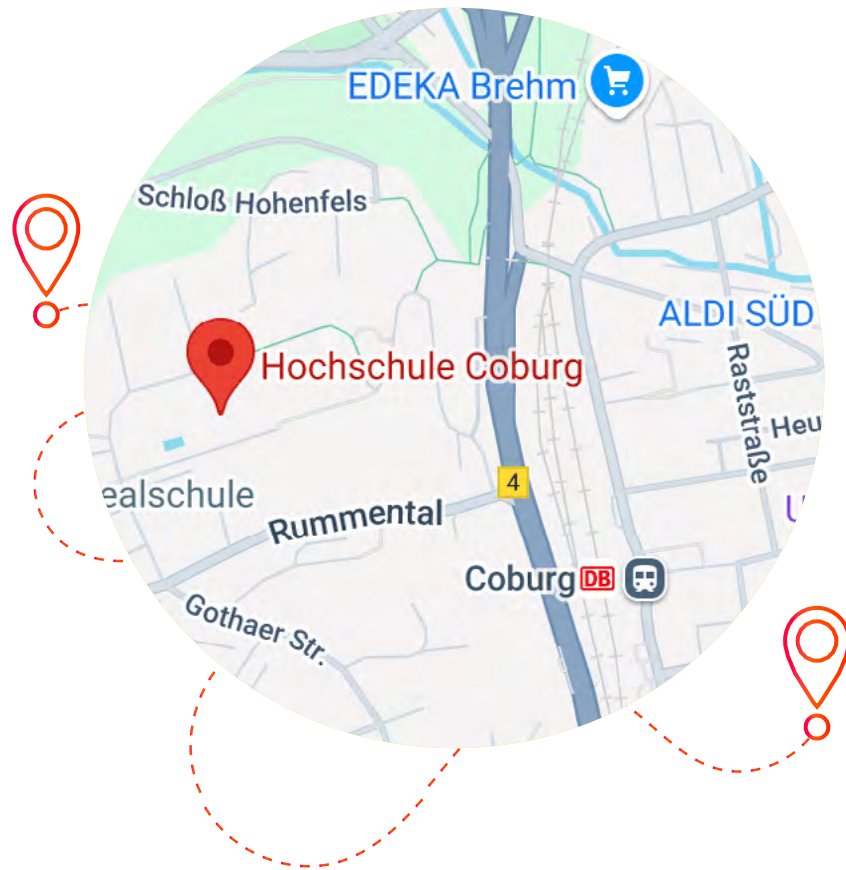 EDEKA Brehm
Schloß Hohenfels
ALDI SÜD
Hochschule Coburg
Raststraße
Heu
ealschule
4
Rummental
Coburg DB
Gothaer Str.